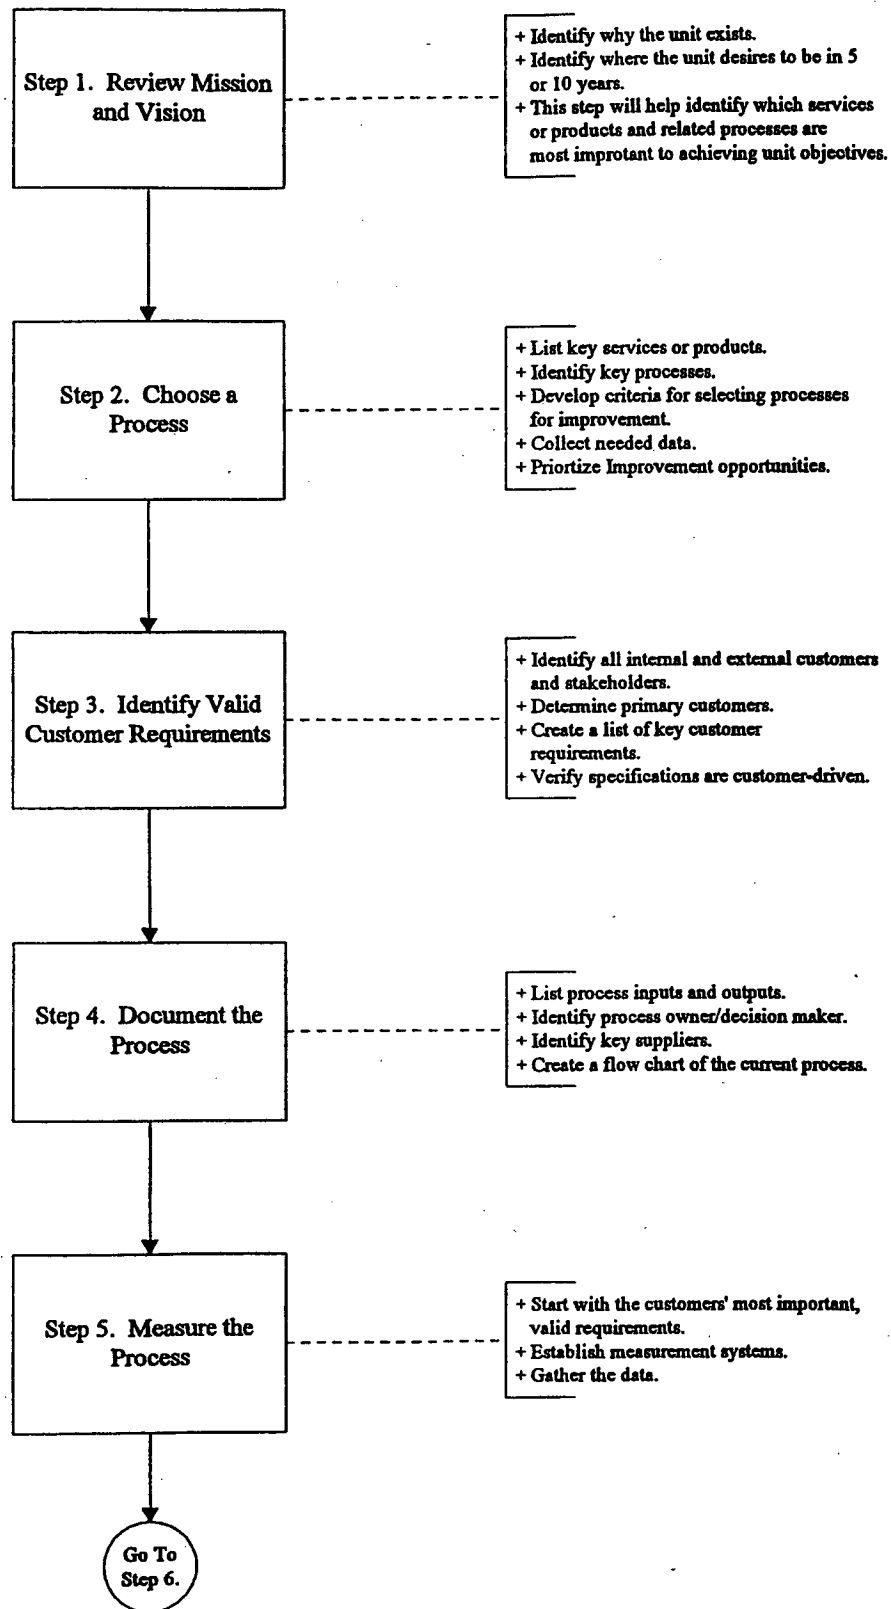 Step 1. Review Mission
and Vision
+ Identify why the unit exists.
+ Identify where the unit desires to be in 5
or 10 years.
+ This step will help identify which services
or products and related processes are
most improtant to achieving unit objectives.
Step 2. Choose a
Process
+ List key services or products.
+ Identify key processes.
+ Develop criteria for selecting processes
for improvement.
+ Collect needed data.
+ Priortize Improvement opportunities.
Step 3. Identify Valid
Customer Requirements
+ Identify all internal and external customers
and stakeholders.
+ Determine primary customers.
+ Create a list of key customer
requirements.
+ Verify specifications are customer-driven.
Step 4. Document the
Process
+ List process inputs and outputs.
+ Identify process owner/decision maker.
+ Identify key suppliers.
+ Create a flow chart of the current process.
Step 5. Measure the
Process
+ Start with the customers' most important,
valid requirements.
+ Establish measurement systems.
+ Gather the data.
Go To
Step 6.